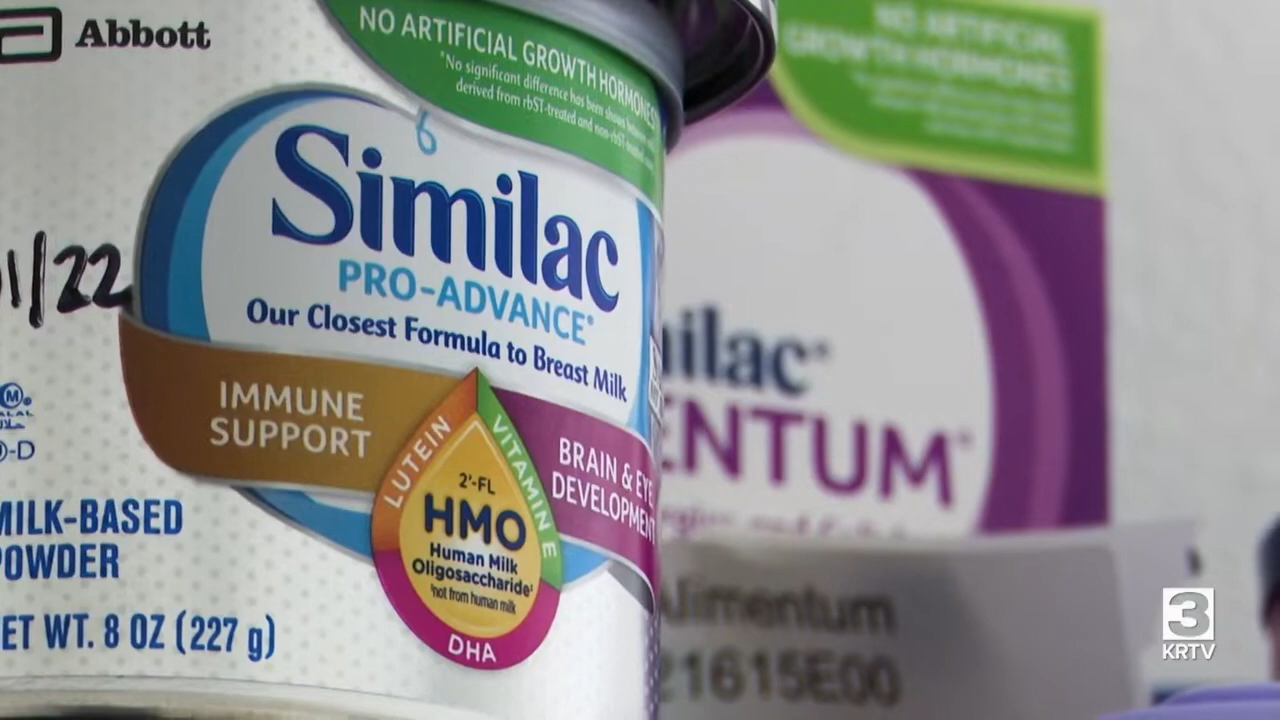 Abbott
NO ARTIFICIAL GROWTH HORMONES
*No significant difference has been shown
derived from rbST-treated and non-rbST-treated
6
Similac
PRO-ADVANCE®
Our Closest Formula to Breast Milk
1/22
IMMUNE
SUPPORT
LUTEIN
VITAMIN E
DHA
2'-FL
HMO
Human Milk
Oligosaccharide‡
not from human milk
BRAIN & EYE
DEVELOPMENT
MILK-BASED
POWDER
ET WT. 8 OZ (227 g)
NO ARTIFICIAL
GROWTH HORMONES
ilac®
ENTUM®
Alimentum
21615E00
3
KRTV